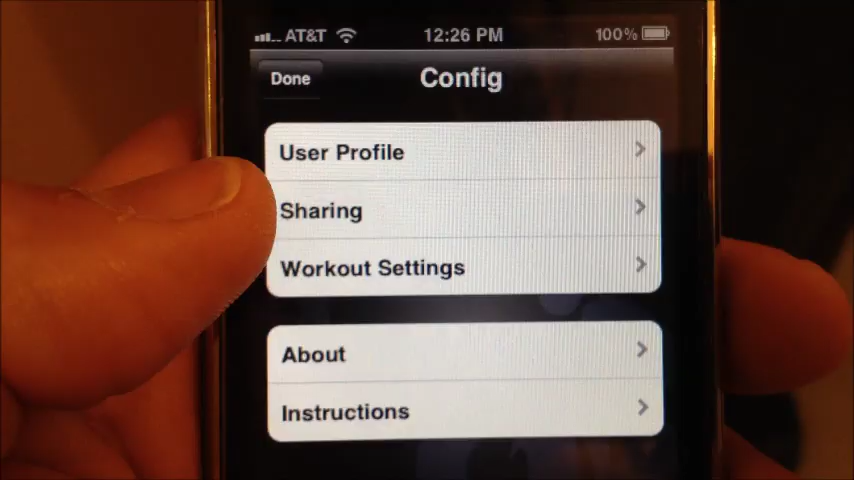 AT&T 12:26 PM 100%
Done Config
User Profile
Sharing
Workout Settings
About
Instructions